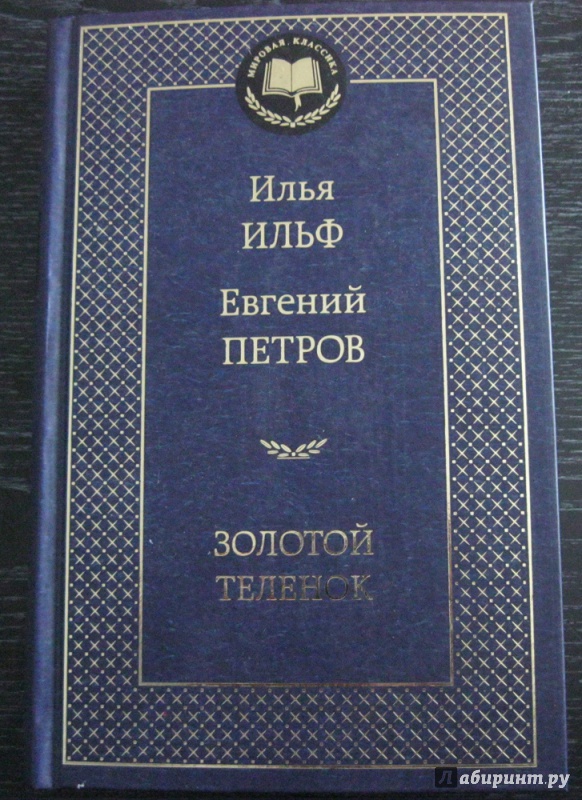 МИРОВАЯ КЛАССИКА
Илья
ИЛЬФ
Евгений
ПЕТРОВ
ЗОЛОТОЙ
ТЕЛЕНОК
Лабиринт.ру